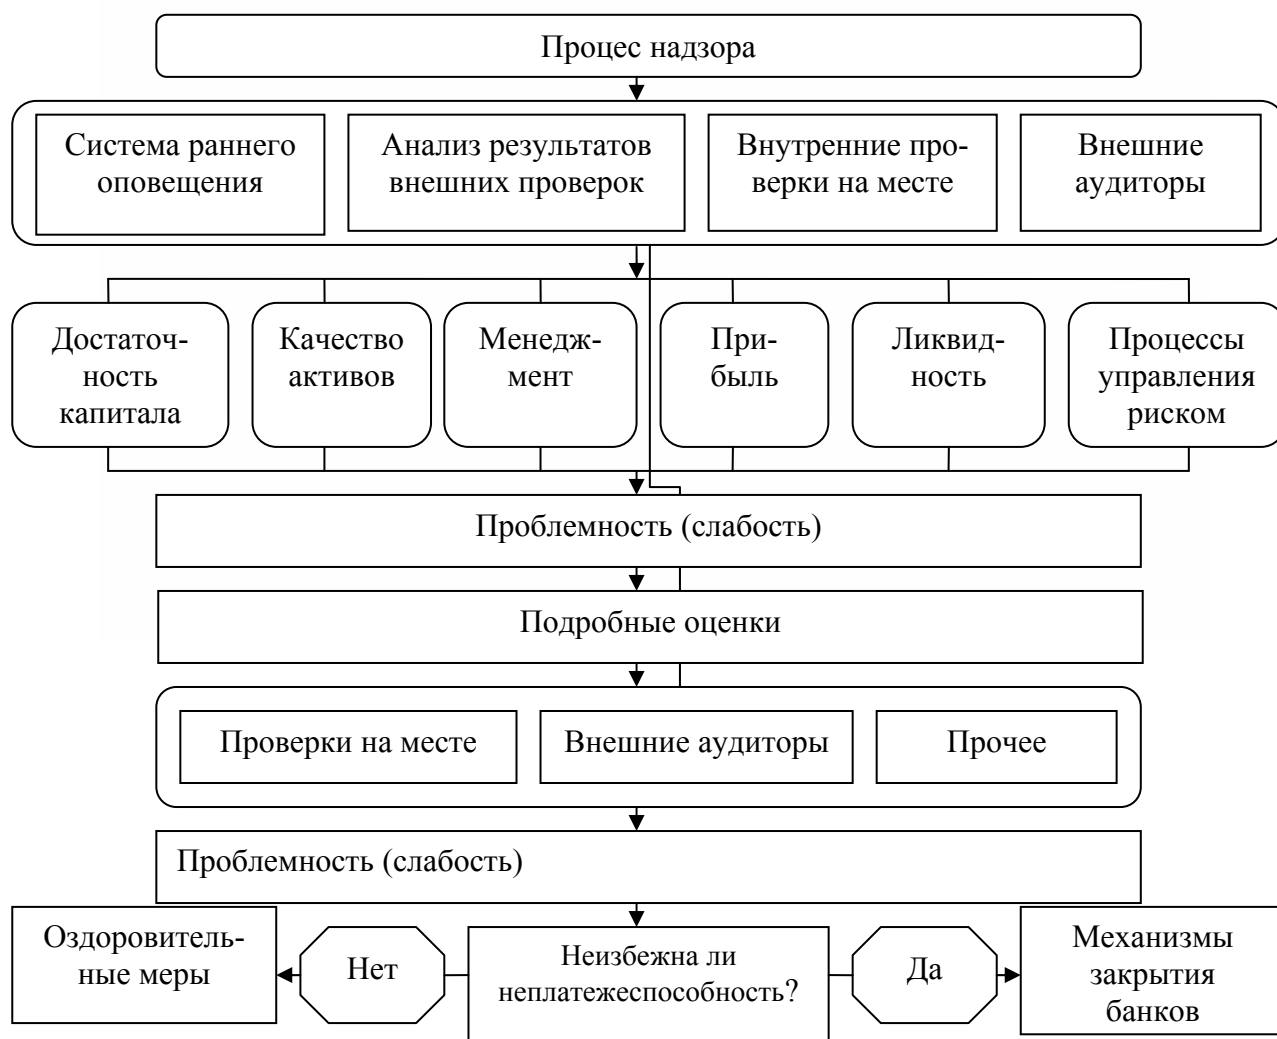 Процес надзора
Система раннего
оповещения
Анализ результатов
внешних проверок
Внутренние про-
верки на месте
Внешние
аудиторы
Достаточ-
ность
капитала
Качество
активов
Менедж-
мент
При-
быль
Ликвид-
ность
Процессы
управления
риском
Проблемность (слабость)
Подробные оценки
Проверки на месте
Внешние аудиторы
Прочее
Проблемность (слабость)
Оздоровитель-
ные меры
Нет
Неизбежна ли
неплатежеспособность?
Да
Механизмы
закрытия
банков